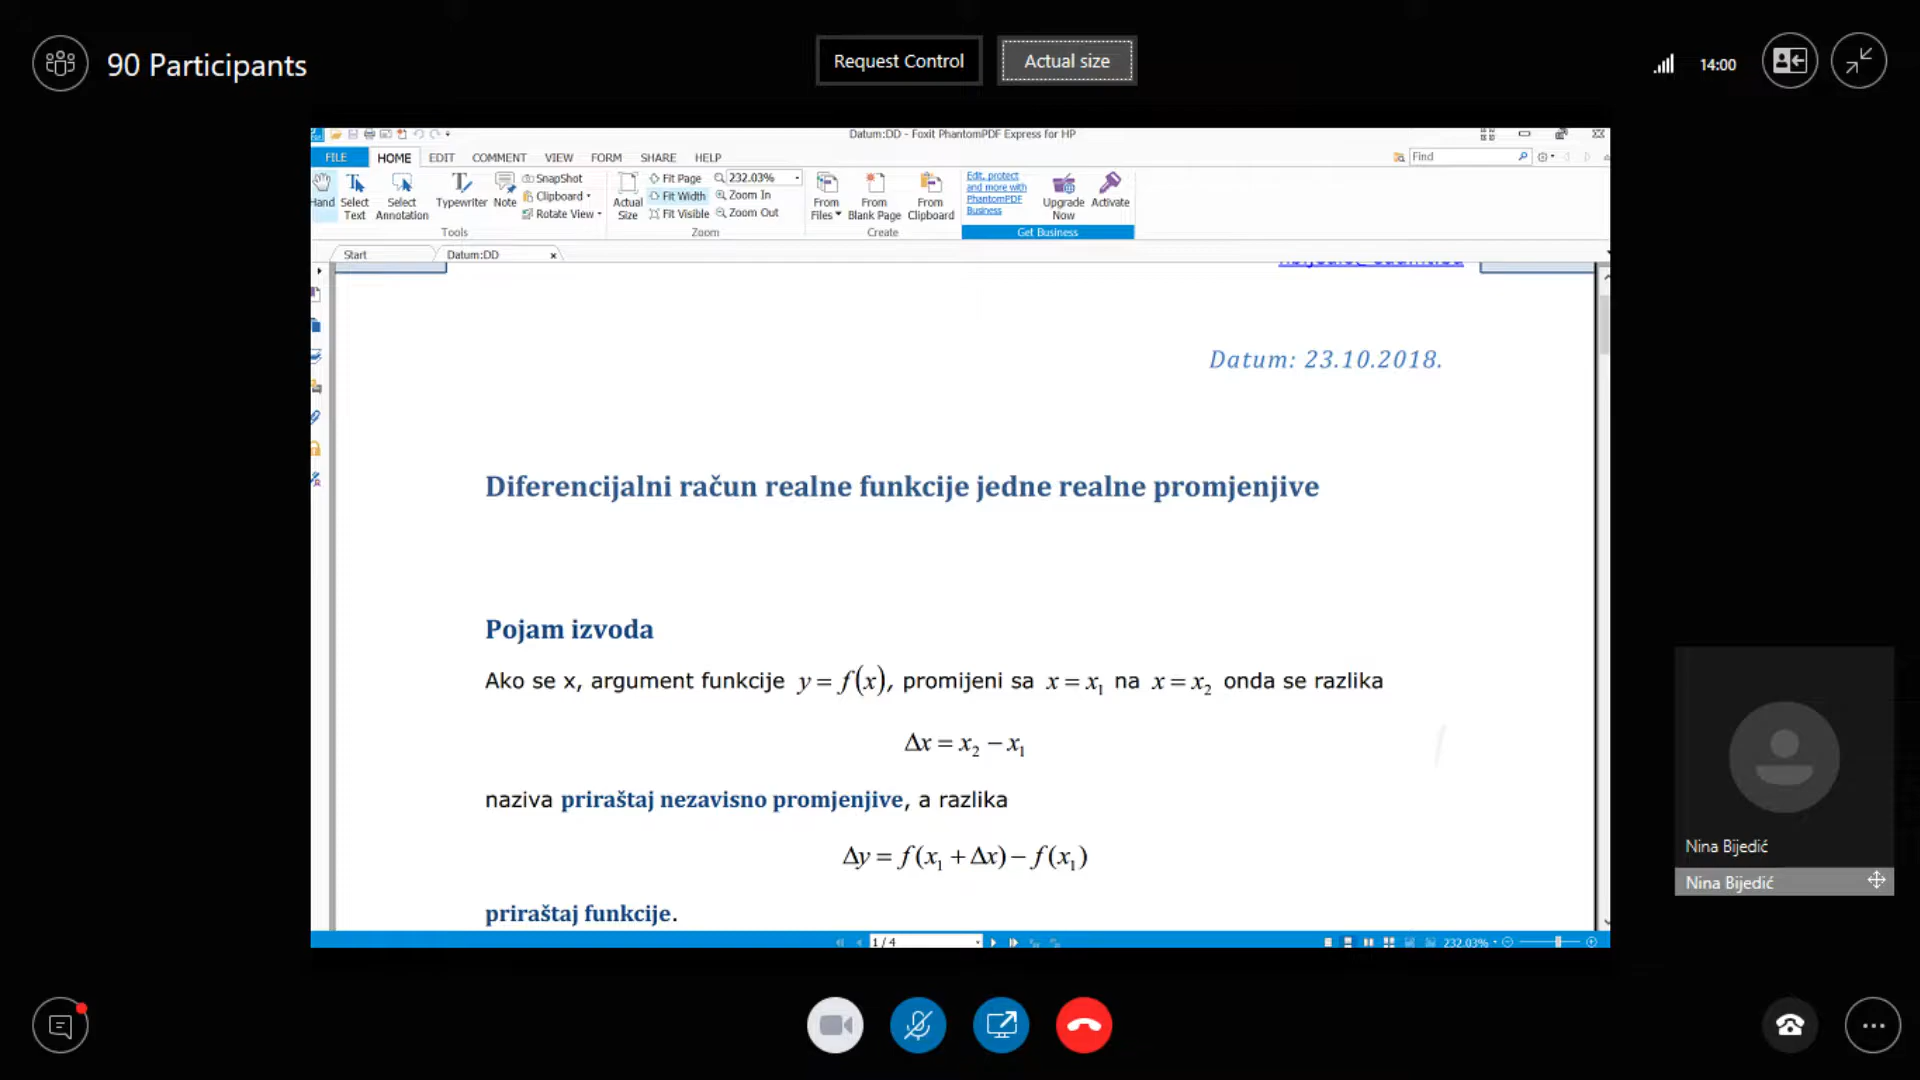 90 Participants
Request Control
Actual size
14:00
Datum:DD - Foxit PhantomPDF Express for HP
FILE HOME EDIT COMMENT VIEW FORM SHARE HELP
Find
Hand
Select Text
Select Annotation
Typewriter
Note
SnapShot
Clipboard
Rotate View
Tools
Actual Size
Fit Page
Fit Width
Fit Visible
232.03%
Zoom In
Zoom Out
Zoom
From Files
From Blank Page
From Clipboard
Create
Edit, protect
and more with
PhantomPDF
Business
Upgrade Now
Activate
Get Business
Start
Datum:DD
Datum: 23.10.2018.
Diferencijalni račun realne funkcije jedne realne promjenjive
Pojam izvoda
Ako se x, argument funkcije y = f(x), promijeni sa x = x₁ na x = x₂ onda se razlika
Δx = x₂ − x₁
naziva priraštaj nezavisno promjenjive, a razlika
Δy = f(x₁ + Δx) − f(x₁)
priraštaj funkcije.
1 / 4
232.03%
Nina Bijedić
Nina Bijedić